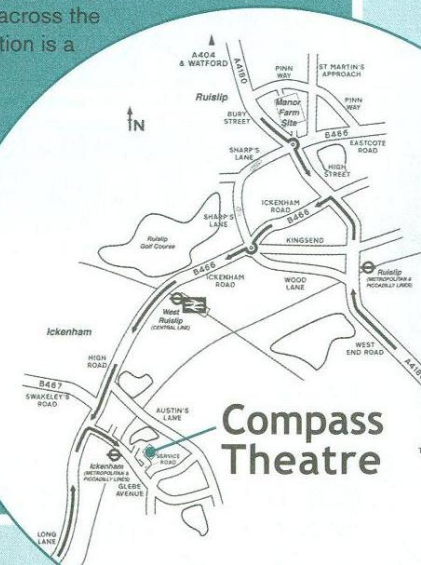 across the
tion is a
A404
& WATFORD
A4180
PINN
WAY
ST MARTIN'S
APPROACH
Ruislip
Manor
Farm
Site
PINN
WAY
BURY
STREET
B466
EASTCOTE
ROAD
N
SHARP'S
LANE
HIGH
STREET
ICKENHAM
ROAD
B466
SHARP'S
LANE
KINGSEND
Ruislip
Golf Course
B466
ICKENHAM
ROAD
WOOD
LANE
Ruislip
(METROPOLITAN &
PICCADILLY LINES)
West
Ruislip
(CENTRAL LINE)
Ickenham
WEST
END ROAD
HIGH
ROAD
A4180
B467
SWAKELEY'S
ROAD
AUSTIN'S
LANE
Compass
Theatre
SERVICE
ROAD
Ickenham
(METROPOLITAN &
PICCADILLY LINES)
GLEBE
AVENUE
LONG
LANE